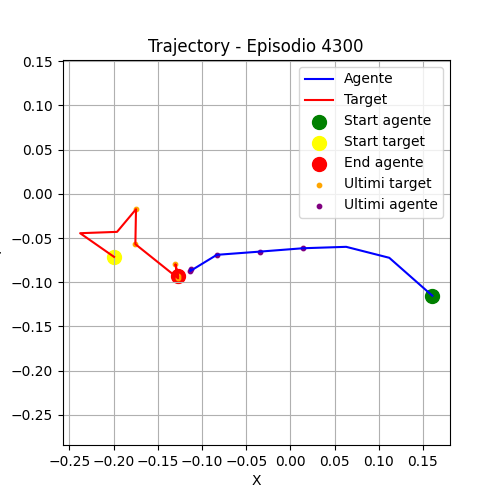 Trajectory - Episodio 4300
0.15
0.10
0.05
0.00
−0.05
−0.10
−0.15
−0.20
−0.25
Agente
Target
Start agente
Start target
End agente
Ultimi target
Ultimi agente
−0.25 −0.20 −0.15 −0.10 −0.05 0.00 0.05 0.10 0.15
X